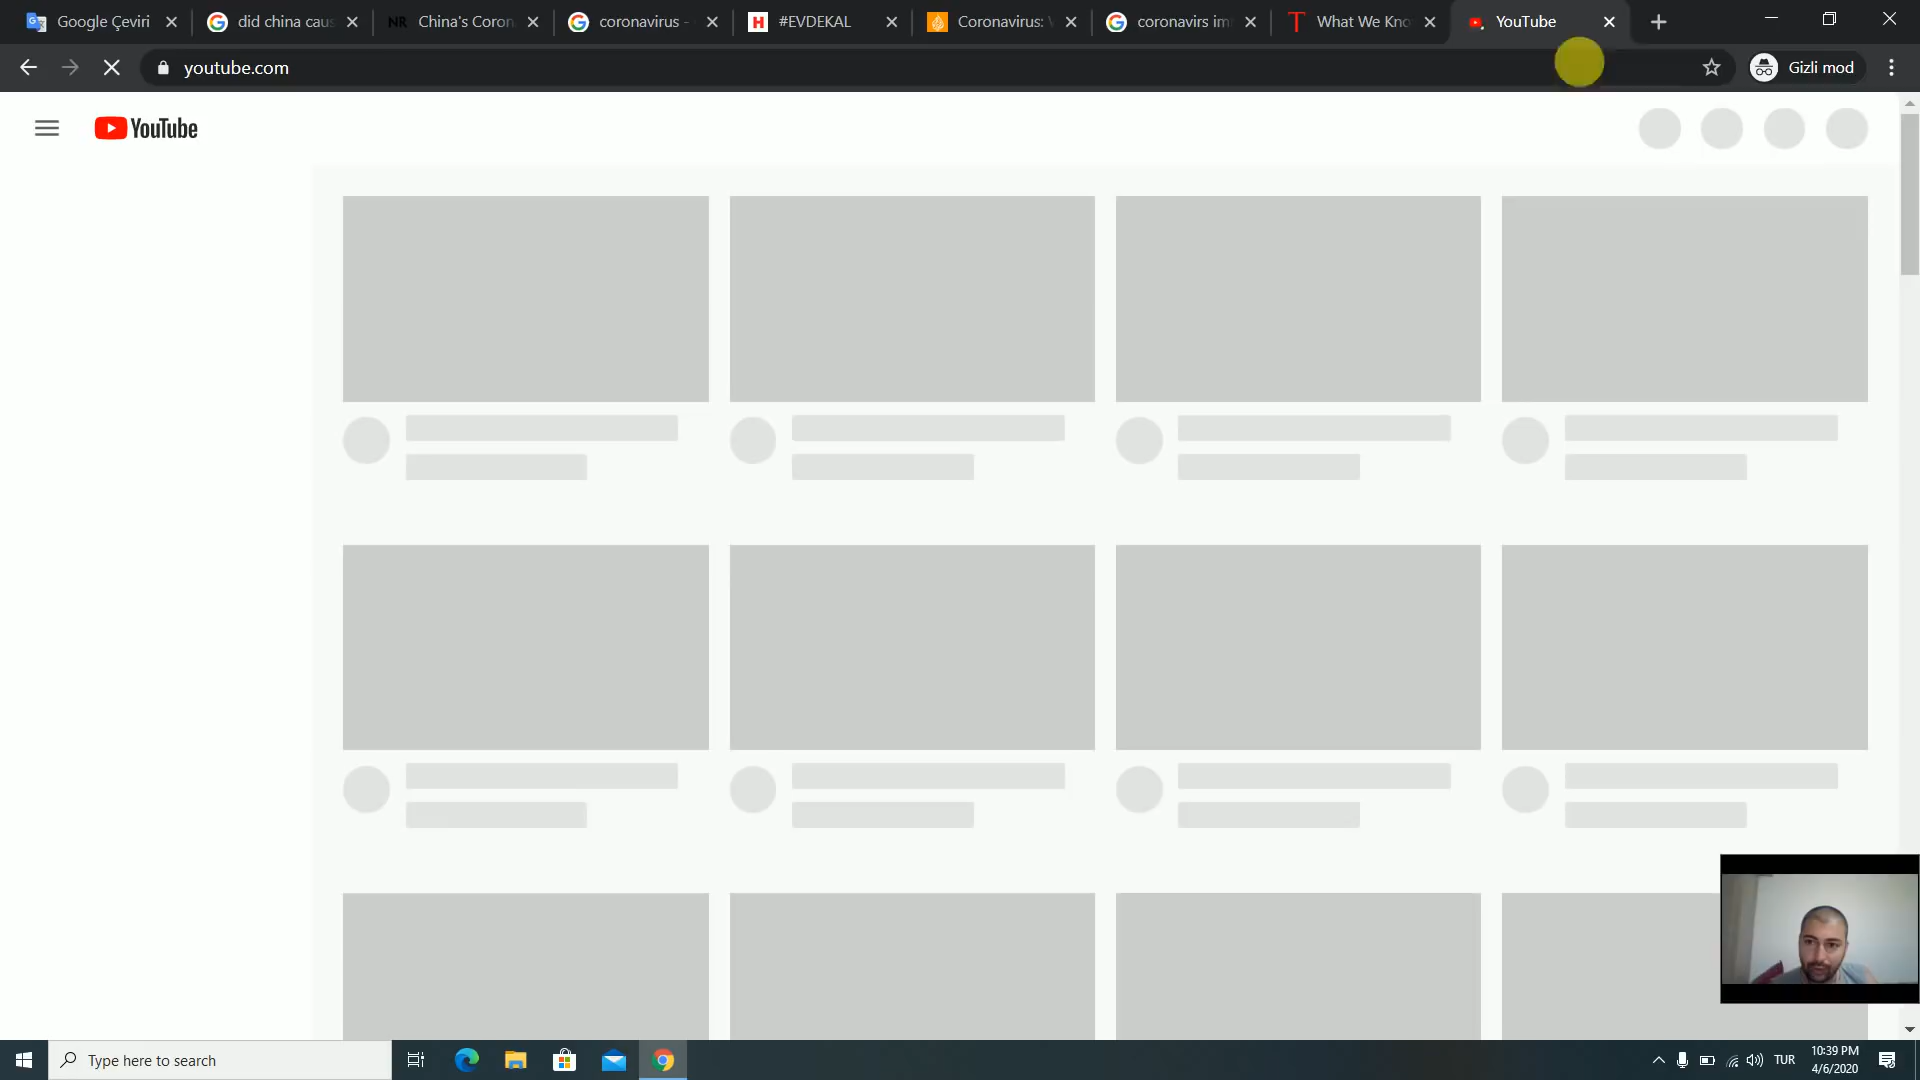 Google Çeviri
did china caus
NR China's Coron
coronavirus -
H #EVDEKAL
Coronavirus: V
coronavirs im
T What We Kno
YouTube
youtube.com
Gizli mod
YouTube
Type here to search
TUR
10:39 PM
4/6/2020